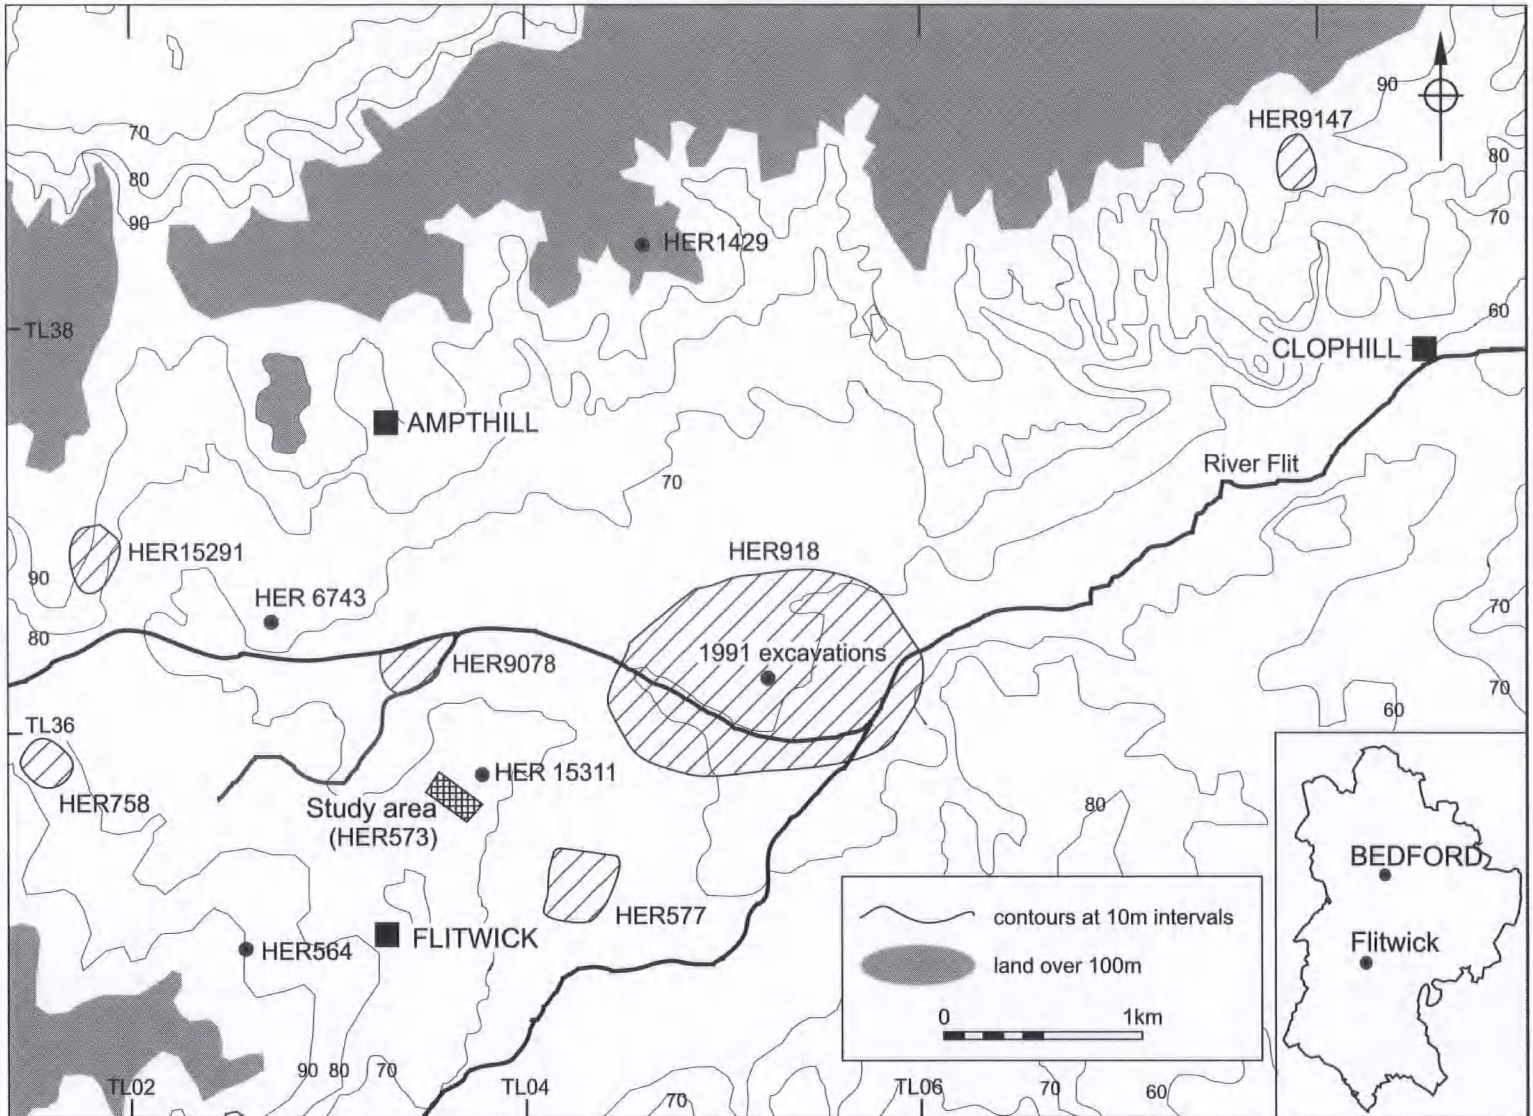 90
HER9147
70
80
80
90
70
HER1429
60
TL38
CLOPHILL
AMPTHILL
River Flit
70
HER15291
HER918
90
HER 6743
70
80
1991 excavations
HER9078
70
60
TL36
HER 15311
HER758
Study area
(HER573)
80
BEDFORD
HER577
contours at 10m intervals
FLITWICK
HER564
Flitwick
land over 100m
0 1km
90 80 70
TL02
TL04
TL06
70
70
60